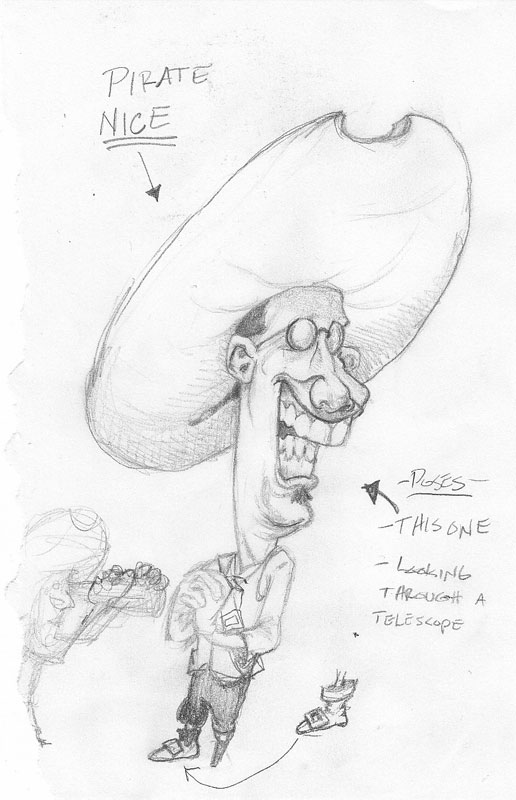 PIRATE
NICE
-POSES-
-THIS ONE
-LOOKING
THROUGH A
TELESCOPE